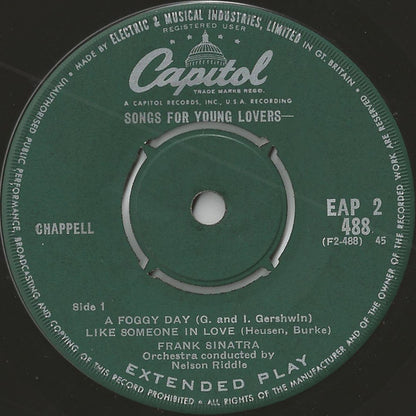 MADE BY ELECTRIC & MUSICAL INDUSTRIES, LIMITED IN GT. BRITAIN •
REGISTERED USER
Capitol
TRADE MARKS REGD.
A CAPITOL RECORDS, INC., U.S.A. RECORDING
SONGS FOR YOUNG LOVERS—
CHAPPELL
EAP 2
488
(F2-488) 45
Side 1
A FOGGY DAY (G. and I. Gershwin)
LIKE SOMEONE IN LOVE (Heusen, Burke)
FRANK SINATRA
Orchestra conducted by
Nelson Riddle
EXTENDED PLAY
UNAUTHORISED PUBLIC PERFORMANCE, BROADCASTING AND COPYING OF THIS RECORD PROHIBITED • ALL RIGHTS OF THE MANUFACTURER AND OF THE OWNER OF THE RECORDED WORK ARE RESERVED